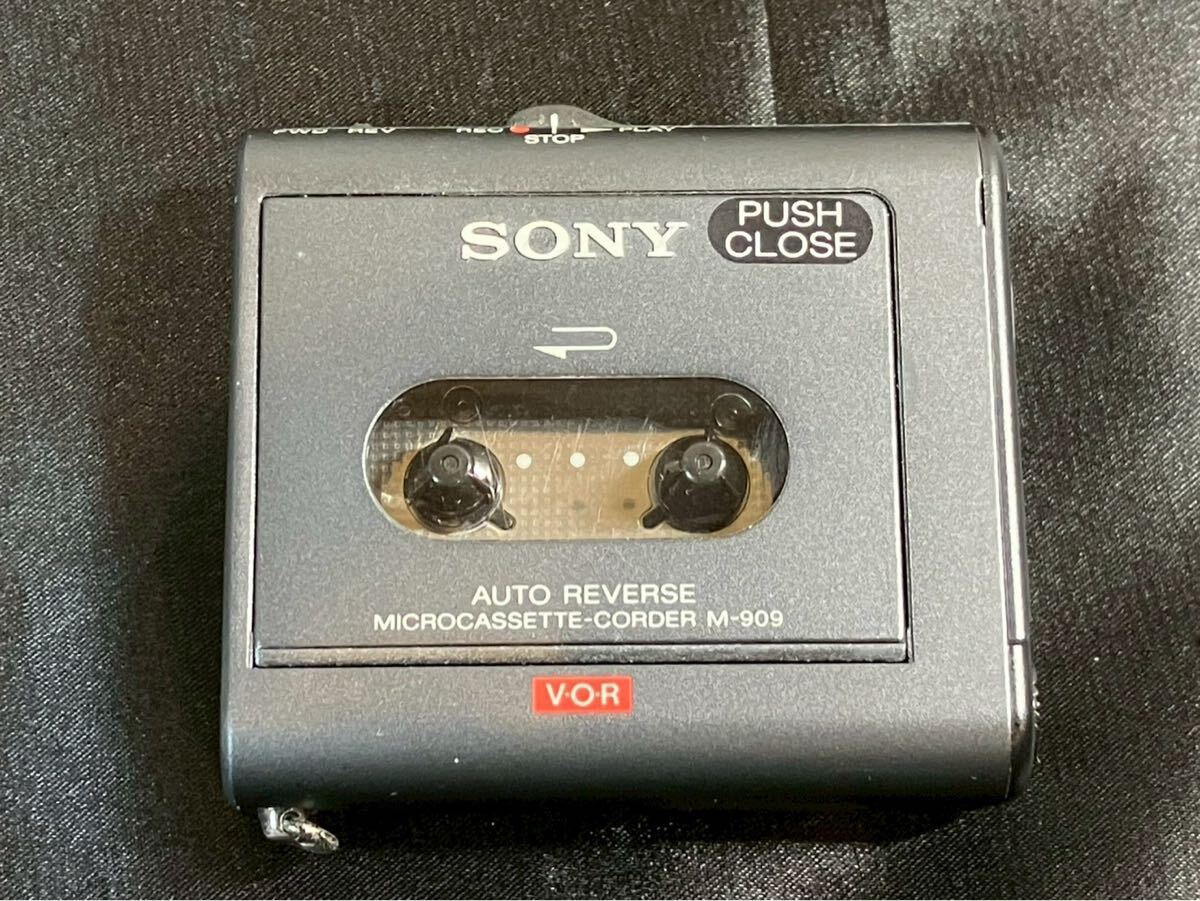 FWD REV REC STOP PLAY
SONY
PUSH
CLOSE
AUTO REVERSE
MICROCASSETTE-CORDER M-909
V·O·R